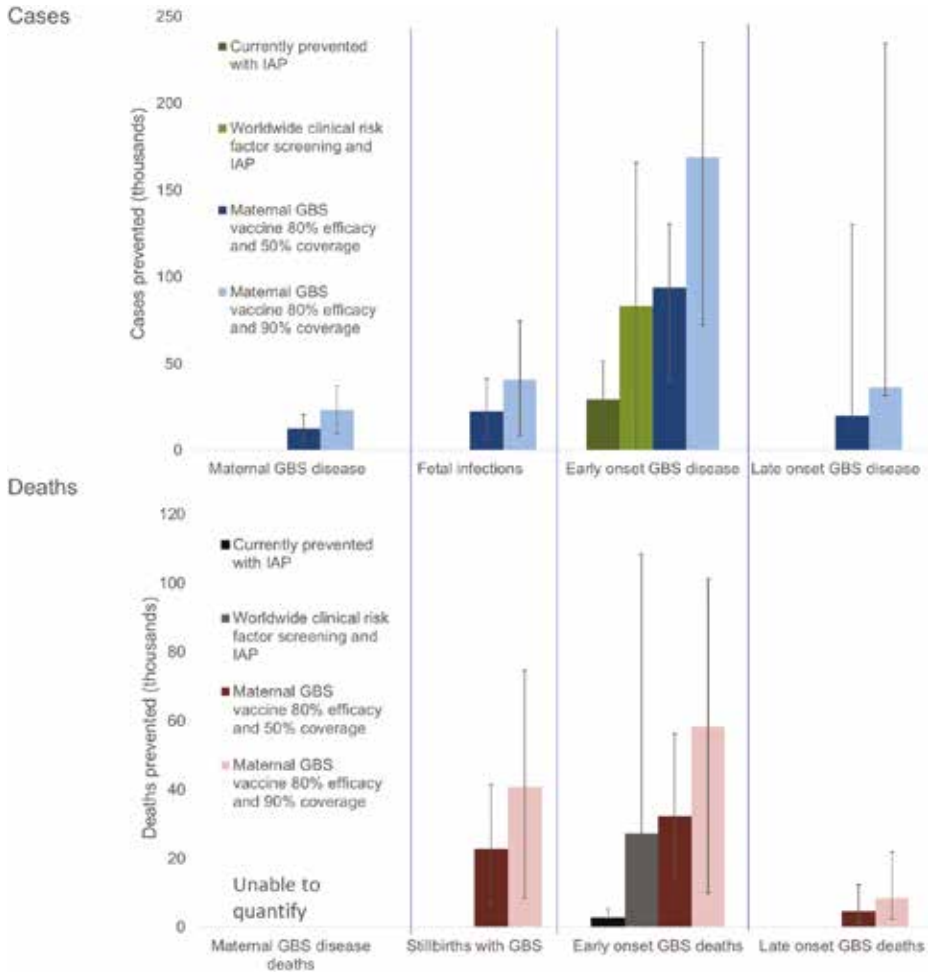 Cases
Cases prevented (thousands)
250
200
150
100
50
0
Currently prevented
with IAP
Worldwide clinical risk
factor screening and
IAP
Maternal GBS
vaccine 80% efficacy
and 50% coverage
Maternal GBS
vaccine 80% efficacy
and 90% coverage
Maternal GBS disease
Fetal infections
Early onset GBS disease
Late onset GBS disease
Deaths
Deaths prevented (thousands)
120
100
80
60
40
20
0
Currently prevented
with IAP
Worldwide clinical risk
factor screening and
IAP
Maternal GBS
vaccine 80% efficacy
and 50% coverage
Maternal GBS
vaccine 80% efficacy
and 90% coverage
Unable to
quantify
Maternal GBS disease
deaths
Stillbirths with GBS
Early onset GBS deaths
Late onset GBS deaths